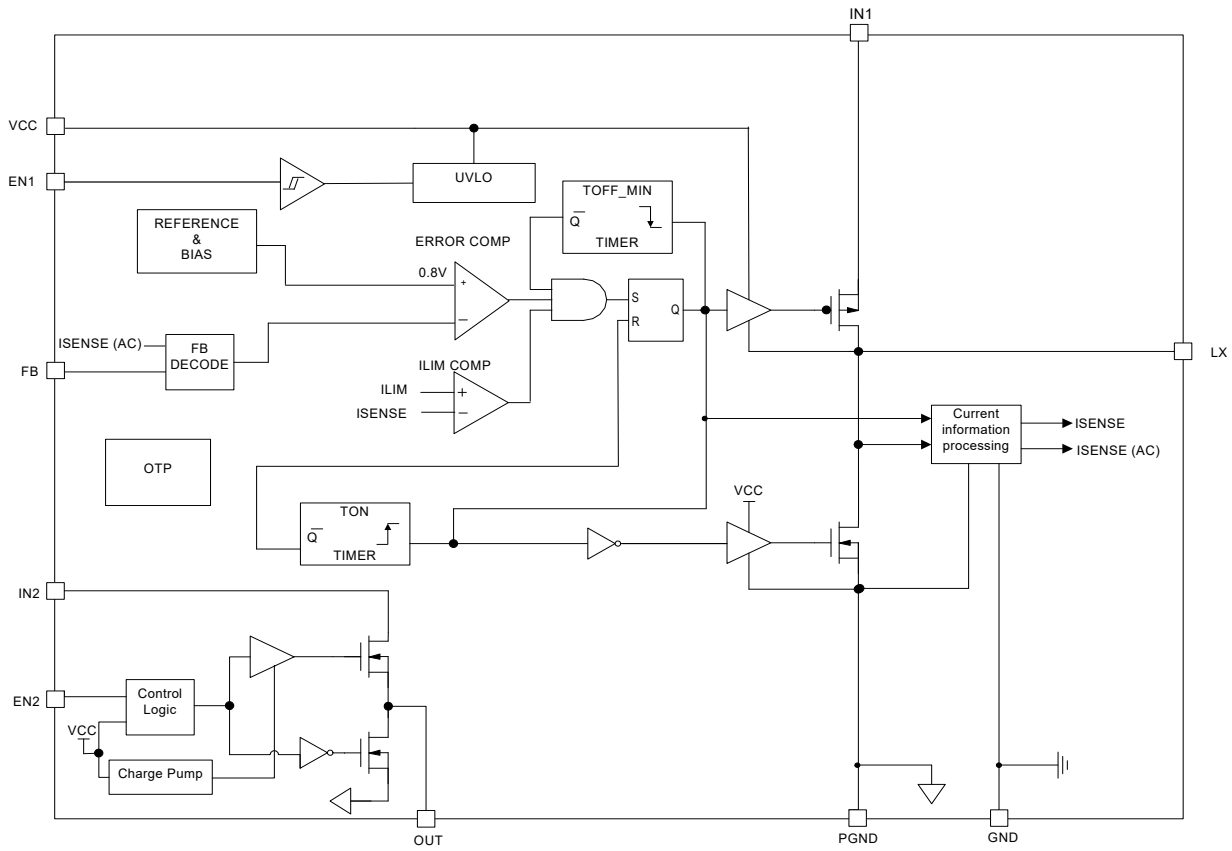 IN1
VCC
EN1
UVLO
TOFF_MIN
Q
TIMER
REFERENCE
&
BIAS
ERROR COMP
0.8V
+
−
S
R
Q
ISENSE (AC)
FB
FB
DECODE
LX
ILIM COMP
ILIM
ISENSE
+
−
Current
information
processing
ISENSE
ISENSE (AC)
OTP
VCC
TON
Q
TIMER
IN2
EN2
Control
Logic
VCC
Charge Pump
OUT
PGND
GND